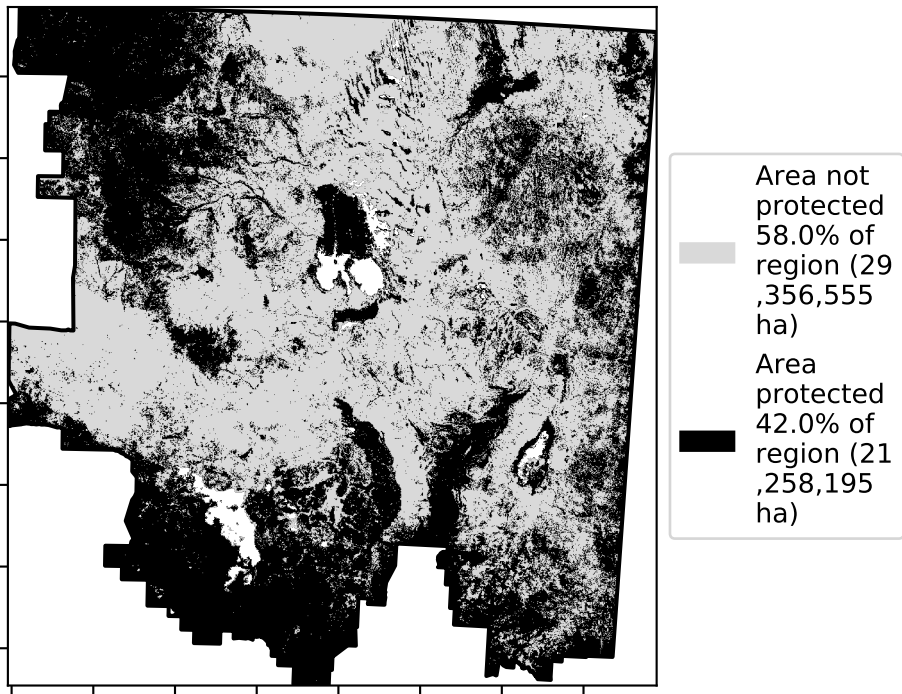 Area not
protected
58.0% of
region (29
,356,555
ha)
Area
protected
42.0% of
region (21
,258,195
ha)